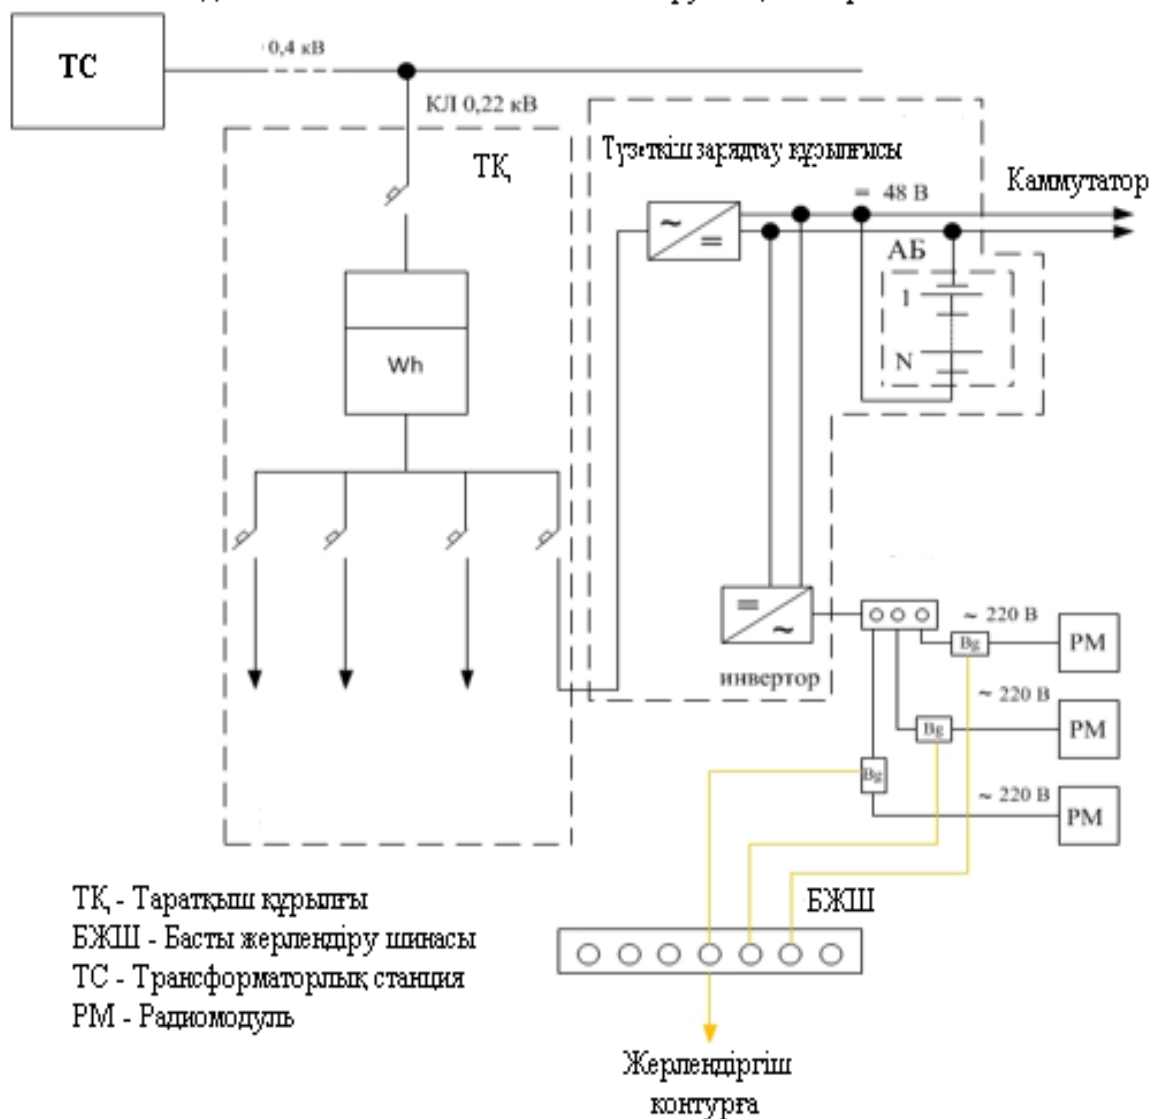 ТС
0,4 кВ
КЛ 0,22 кВ
ТҚ
Түзеткіш зарядтау құрылғысы
~
=
= 48 В
Каммутатор
АБ
1
N
Wh
=
~
инвертор
~ 220 В
Bg
РМ
~ 220 В
Bg
РМ
Bg
~ 220 В
РМ
ТҚ - Таратқыш құрылғы
БЖШ - Басты жерлендіру шинасы
ТС - Трансформаторлық станция
РМ - Радиомодуль
БЖШ
Жерлендіргіш
контурға